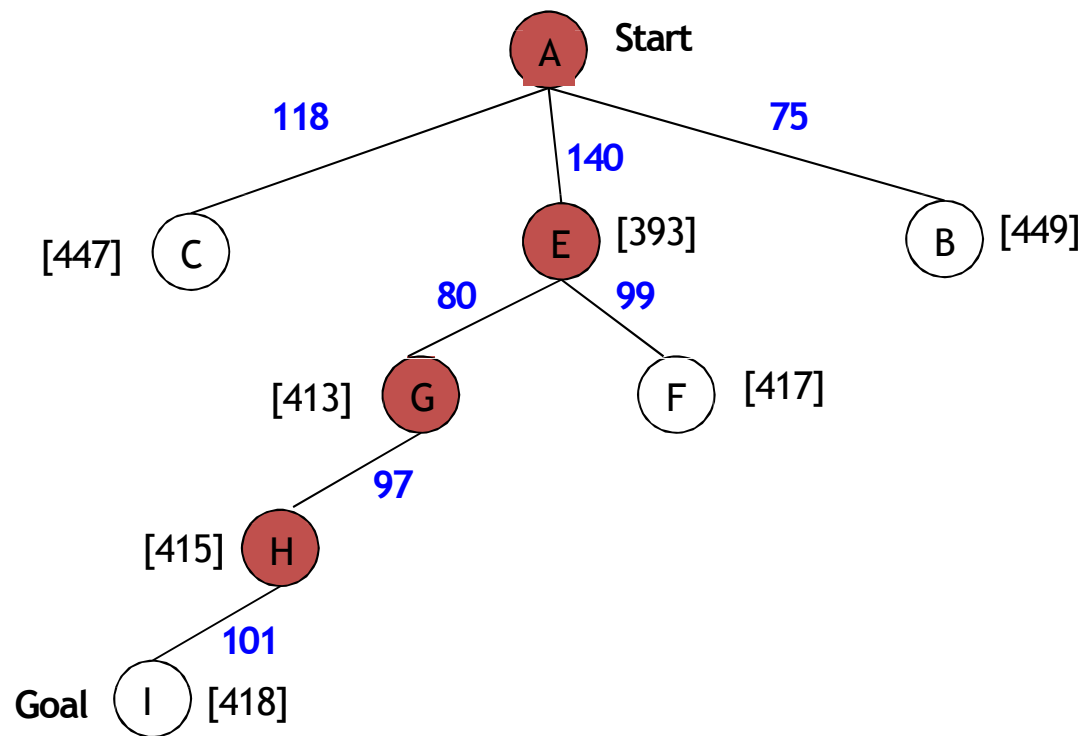 A Start
118 75
140
[447] C E [393] B [449]
80 99
[413] G F [417]
97
[415] H
101
Goal I [418]